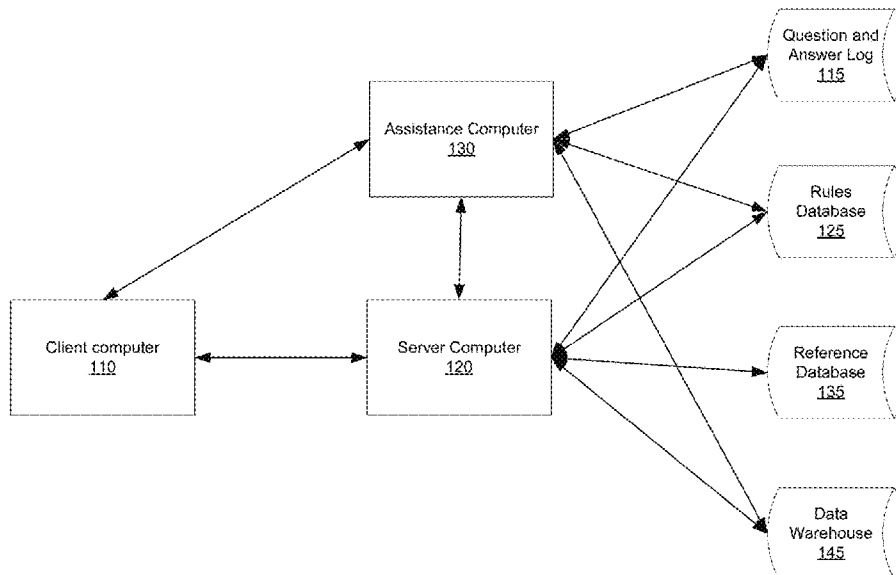 Question and
Answer Log
115
Assistance Computer
130
Rules
Database
125
Client computer
110
Server Computer
120
Reference
Database
135
Data
Warehouse
145